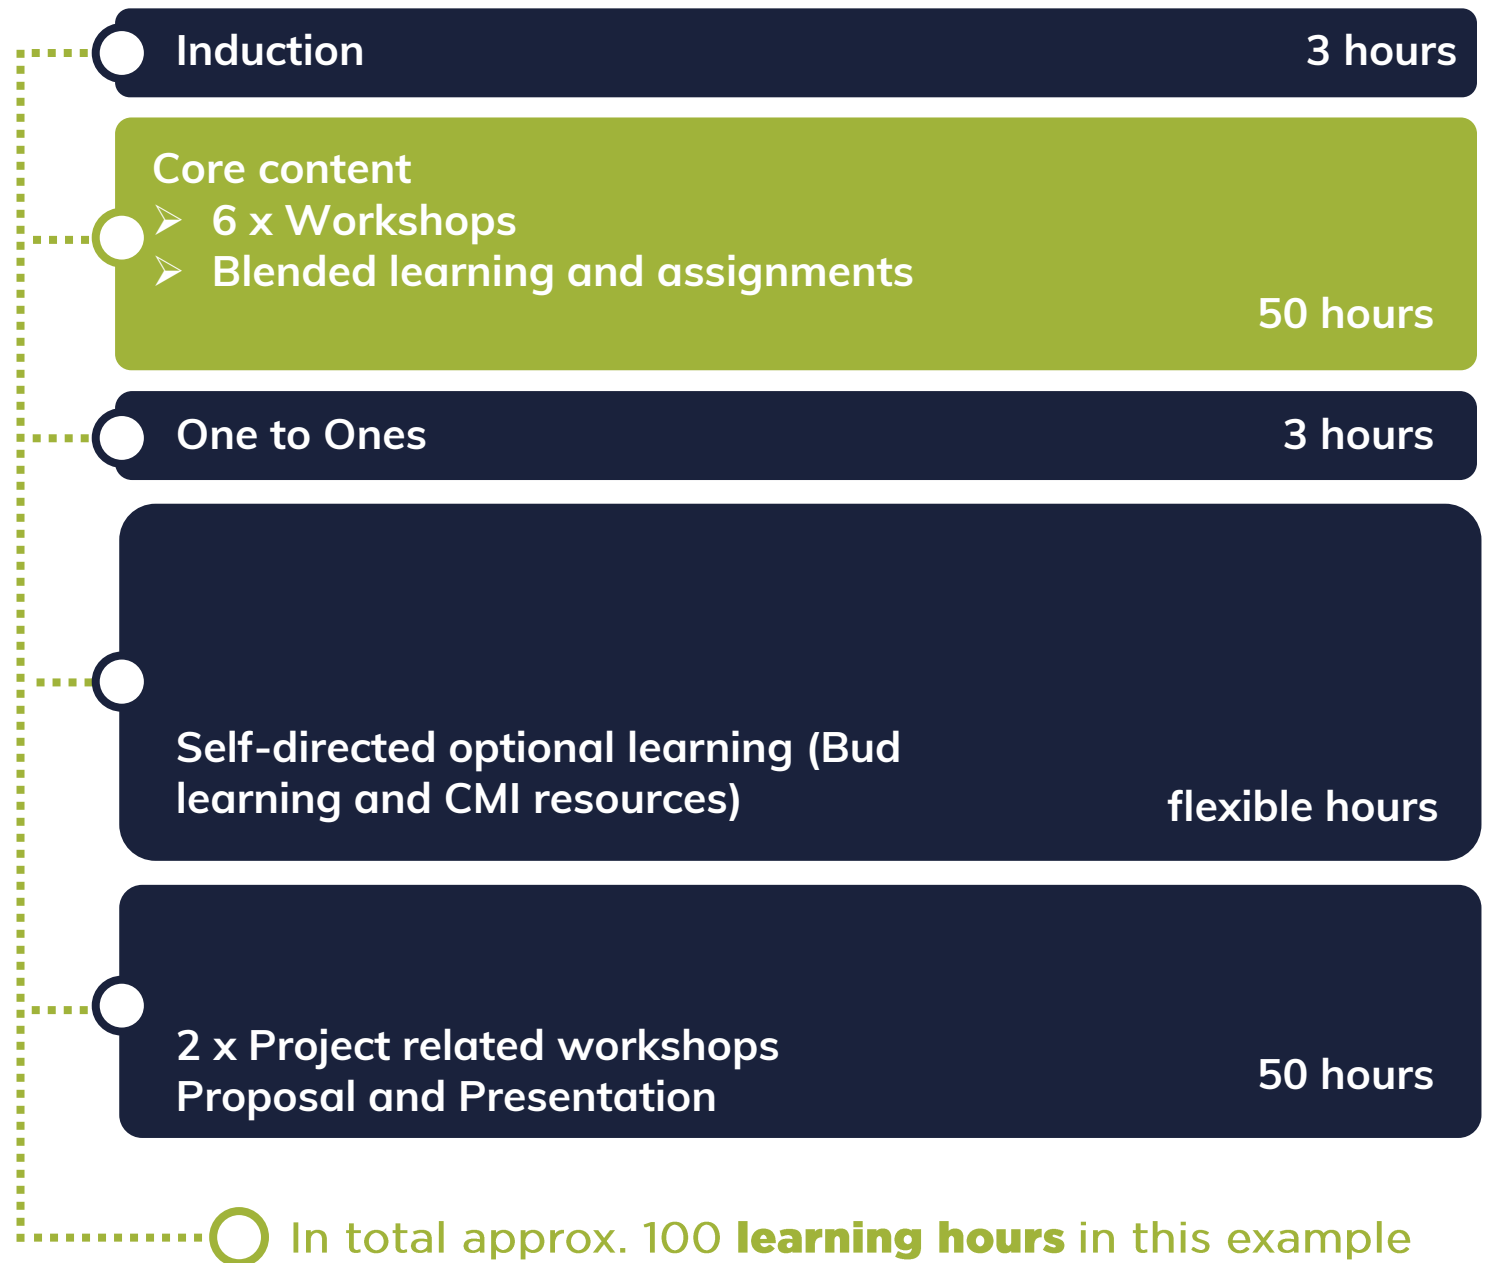 Induction 3 hours
Core content
➢ 6 x Workshops
➢ Blended learning and assignments
50 hours
One to Ones 3 hours
Self-directed optional learning (Bud
learning and CMI resources)
flexible hours
2 x Project related workshops
Proposal and Presentation
50 hours
In total approx. 100 learning hours in this example